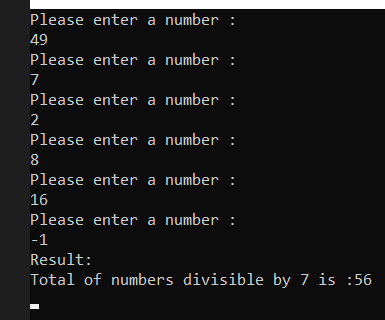 Please enter a number :
49
Please enter a number :
7
Please enter a number :
2
Please enter a number :
8
Please enter a number :
16
Please enter a number :
-1
Result:
Total of numbers divisible by 7 is :56